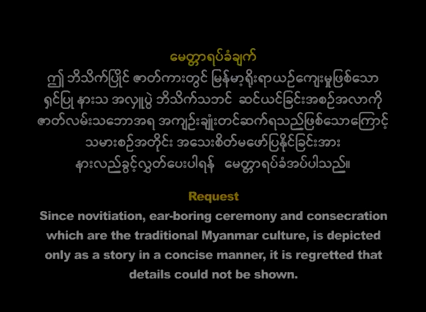 မေတ္တာရပ်ခံချက်
ဤ ဘိသိက်ပြိုင် ဇာတ်ကားတွင် မြန်မာ့ရိုးရာယဉ်ကျေးမှုဖြစ်သော
ရှင်ပြု နားသ အလှူပွဲ ဘိသိက်သဘင် ဆင်ယင်ခြင်းအစဉ်အလာကို
ဇာတ်လမ်းသဘောအရ အကျဉ်းချုံးတင်ဆက်ရသည်ဖြစ်သောကြောင့်
သမားစဉ်အတိုင်း အသေးစိတ်မဖော်ပြနိုင်ခြင်းအား
နားလည်ခွင့်လွှတ်ပေးပါရန် မေတ္တာရပ်ခံအပ်ပါသည်။
Request
Since novitiation, ear-boring ceremony and consecration
which are the traditional Myanmar culture, is depicted
only as a story in a concise manner, it is regretted that
details could not be shown.